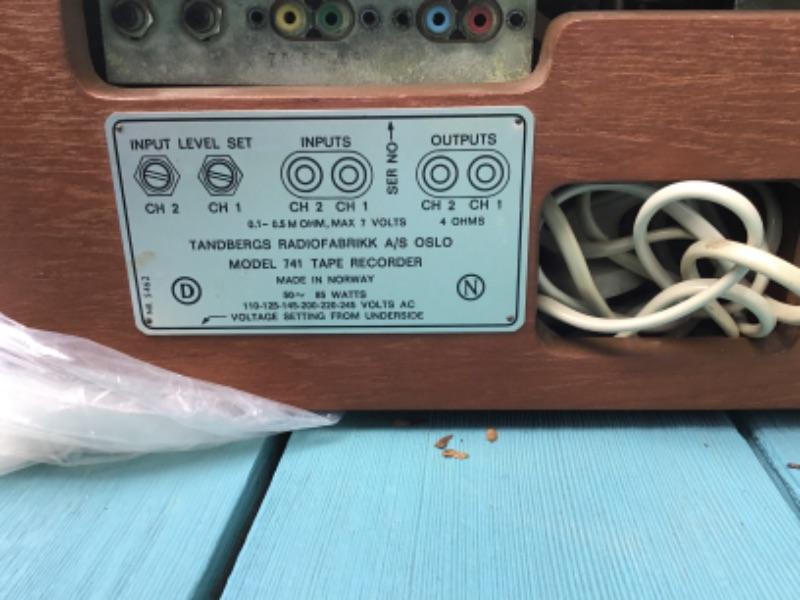 INPUT LEVEL SET
INPUTS
SER NO
OUTPUTS
CH 2 CH 1
CH 2 CH 1
CH 2 CH 1
0.1-0.5 M OHM, MAX 7 VOLTS
4 OHMS
TANDBERGS RADIOFABRIKK A/S OSLO
MODEL 741 TAPE RECORDER
MADE IN NORWAY
50~ 85 WATTS
110-125-145-200-220-245 VOLTS AC
VOLTAGE SETTING FROM UNDERSIDE
D
N